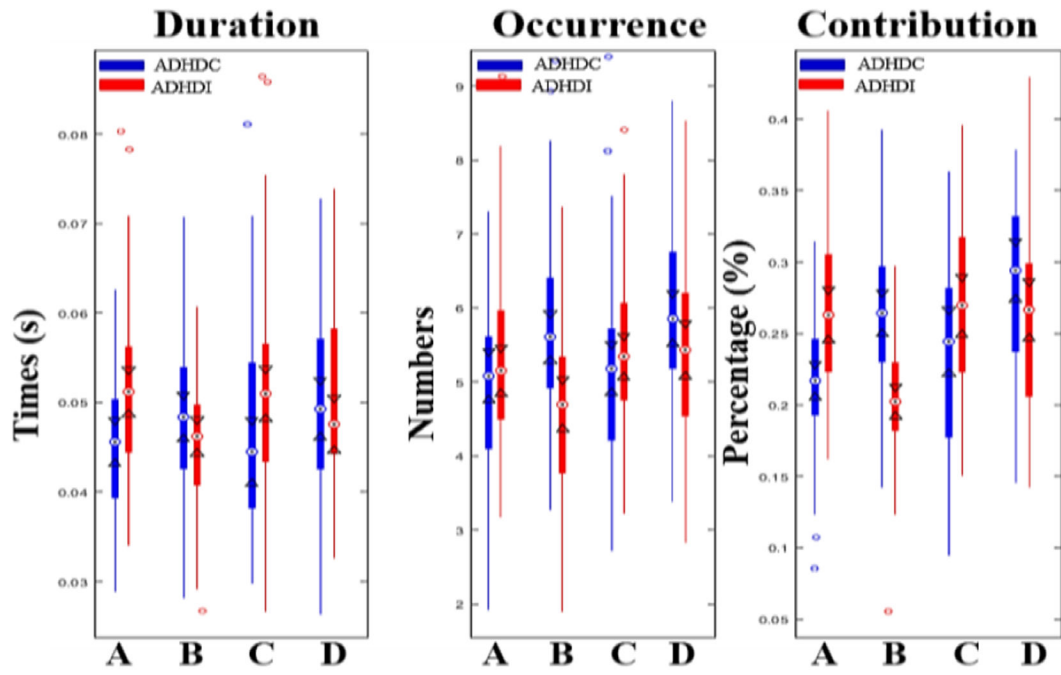 Duration
Occurrence
Contribution
ADHDC
ADHDI
ADHDC
ADHDI
ADHDC
ADHDI
Times (s)
0.08
0.07
0.06
0.05
0.04
0.03
A B C D
Numbers
9
8
7
6
5
4
3
2
A B C D
Percentage (%)
0.4
0.35
0.3
0.25
0.2
0.15
0.1
0.05
A B C D